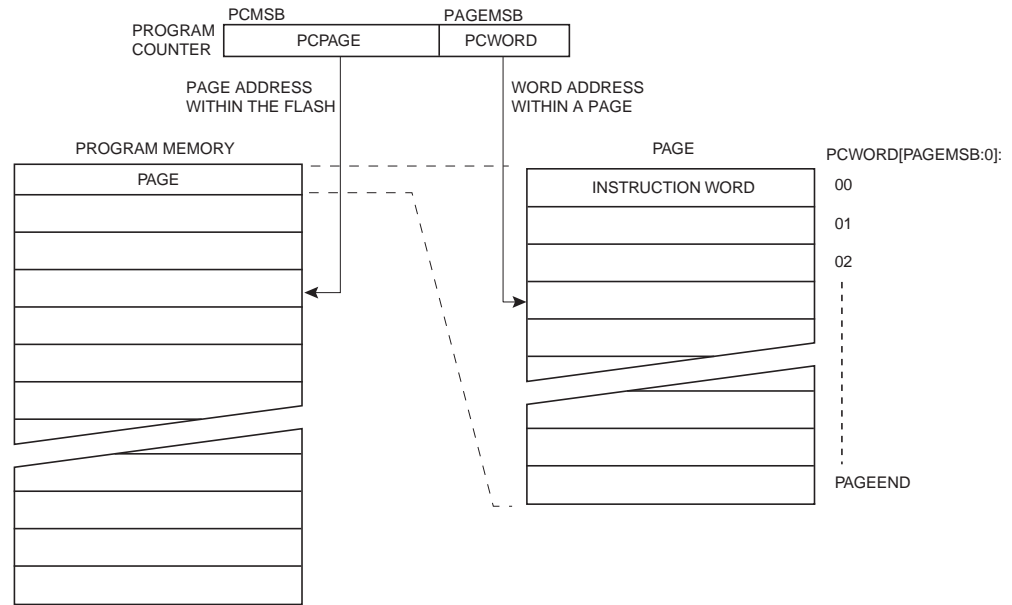 PCMSB
PAGEMSB
PROGRAM
COUNTER
PCPAGE
PCWORD
PAGE ADDRESS
WITHIN THE FLASH
WORD ADDRESS
WITHIN A PAGE
PROGRAM MEMORY
PAGE
PAGE
INSTRUCTION WORD
PCWORD[PAGEMSB:0]:
00
01
02
PAGEEND